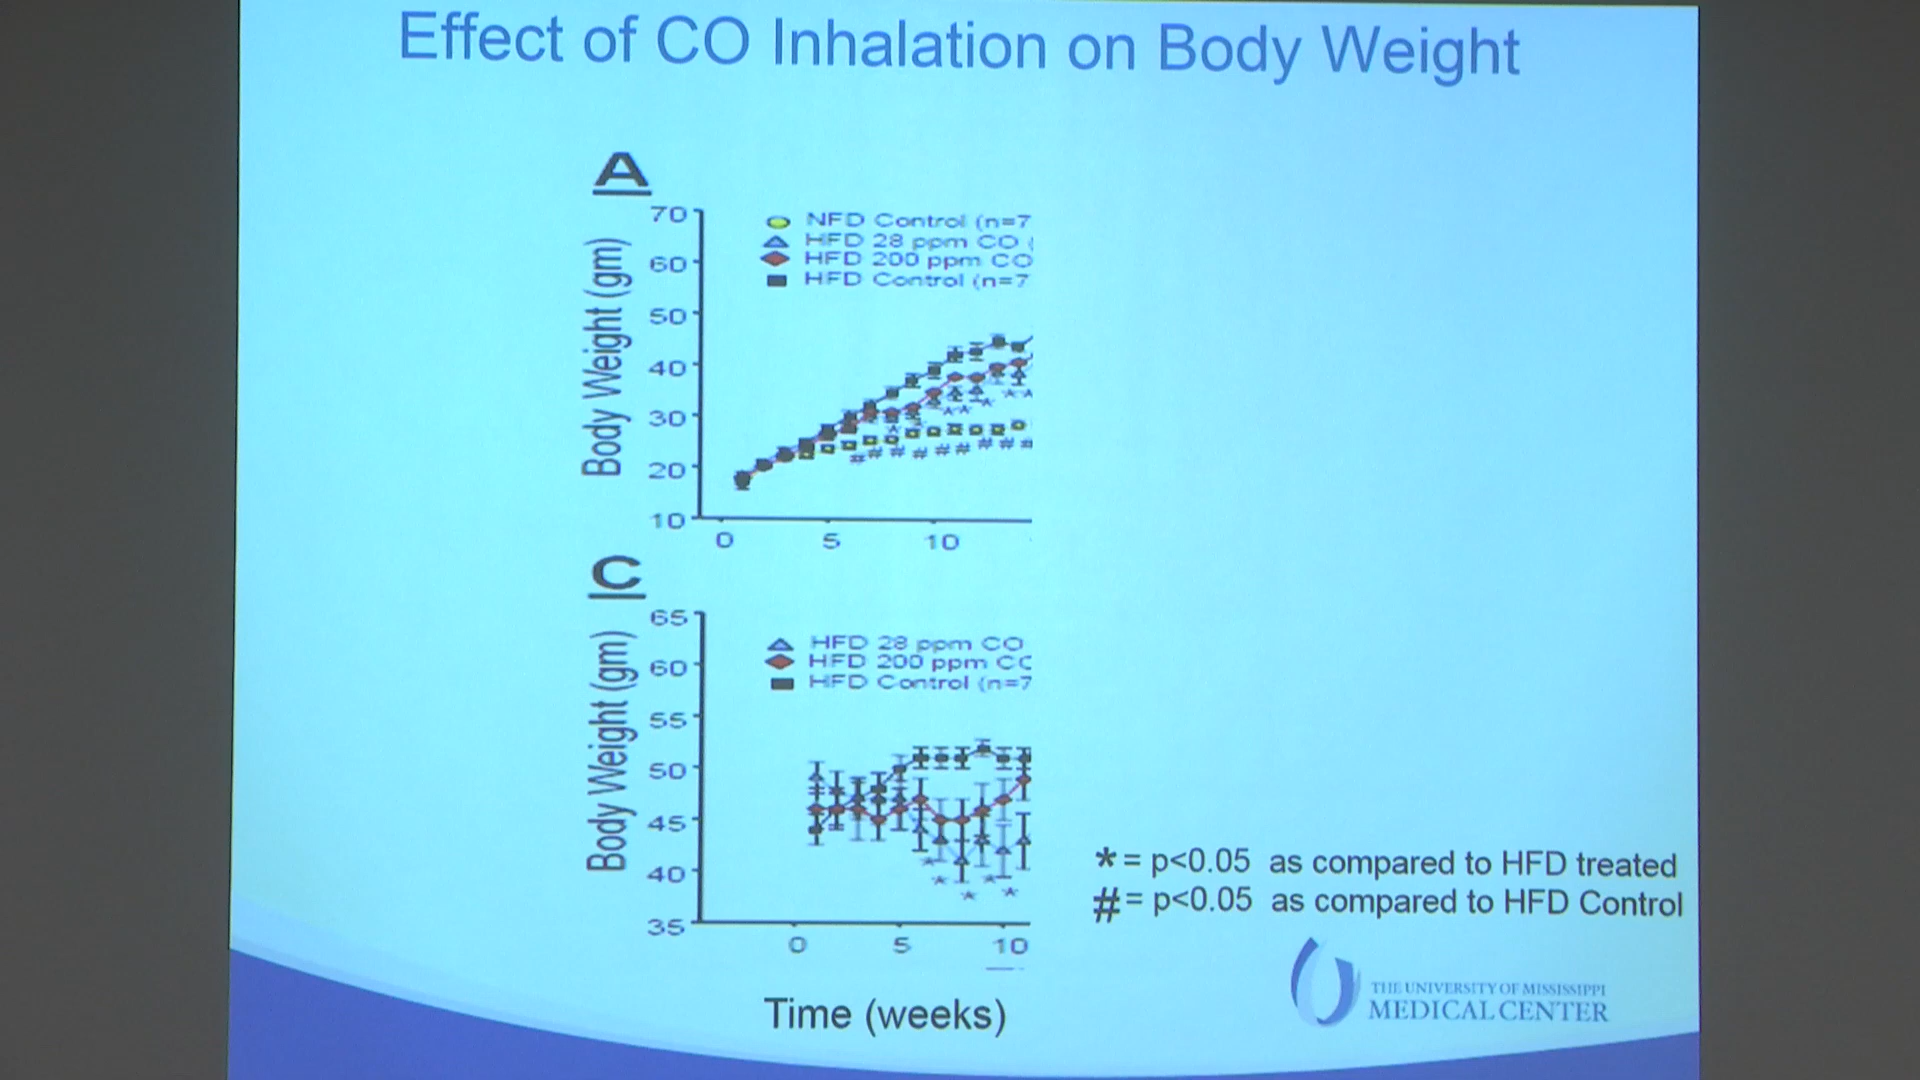 Effect of CO Inhalation on Body Weight
A
Body Weight (gm)
70
60
50
40
30
20
10
NFD Control (n=7
HFD 28 ppm CO
HFD 200 ppm CO
HFD Control (n=7
** * **
# # # # # # # #
0 5 10
C
Body Weight (gm)
65
60
55
50
45
40
35
HFD 28 ppm CO
HFD 200 ppm CC
HFD Control (n=7
* * * * *
0 5 10
Time (weeks)
* = p<0.05 as compared to HFD treated
# = p<0.05 as compared to HFD Control
THE UNIVERSITY OF MISSISSIPPI
MEDICAL CENTER